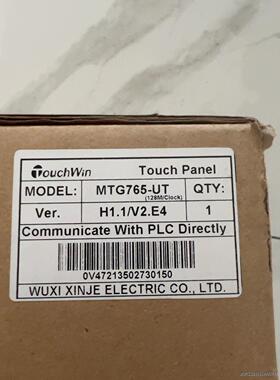 TouchWin Touch Panel
MODEL: MTG765-UT (128M/Clock) QTY:
Ver. H1.1/V2.E4 1
Communicate With PLC Directly
0V47213502730150
WUXI XINJE ELECTRIC CO., LTD.